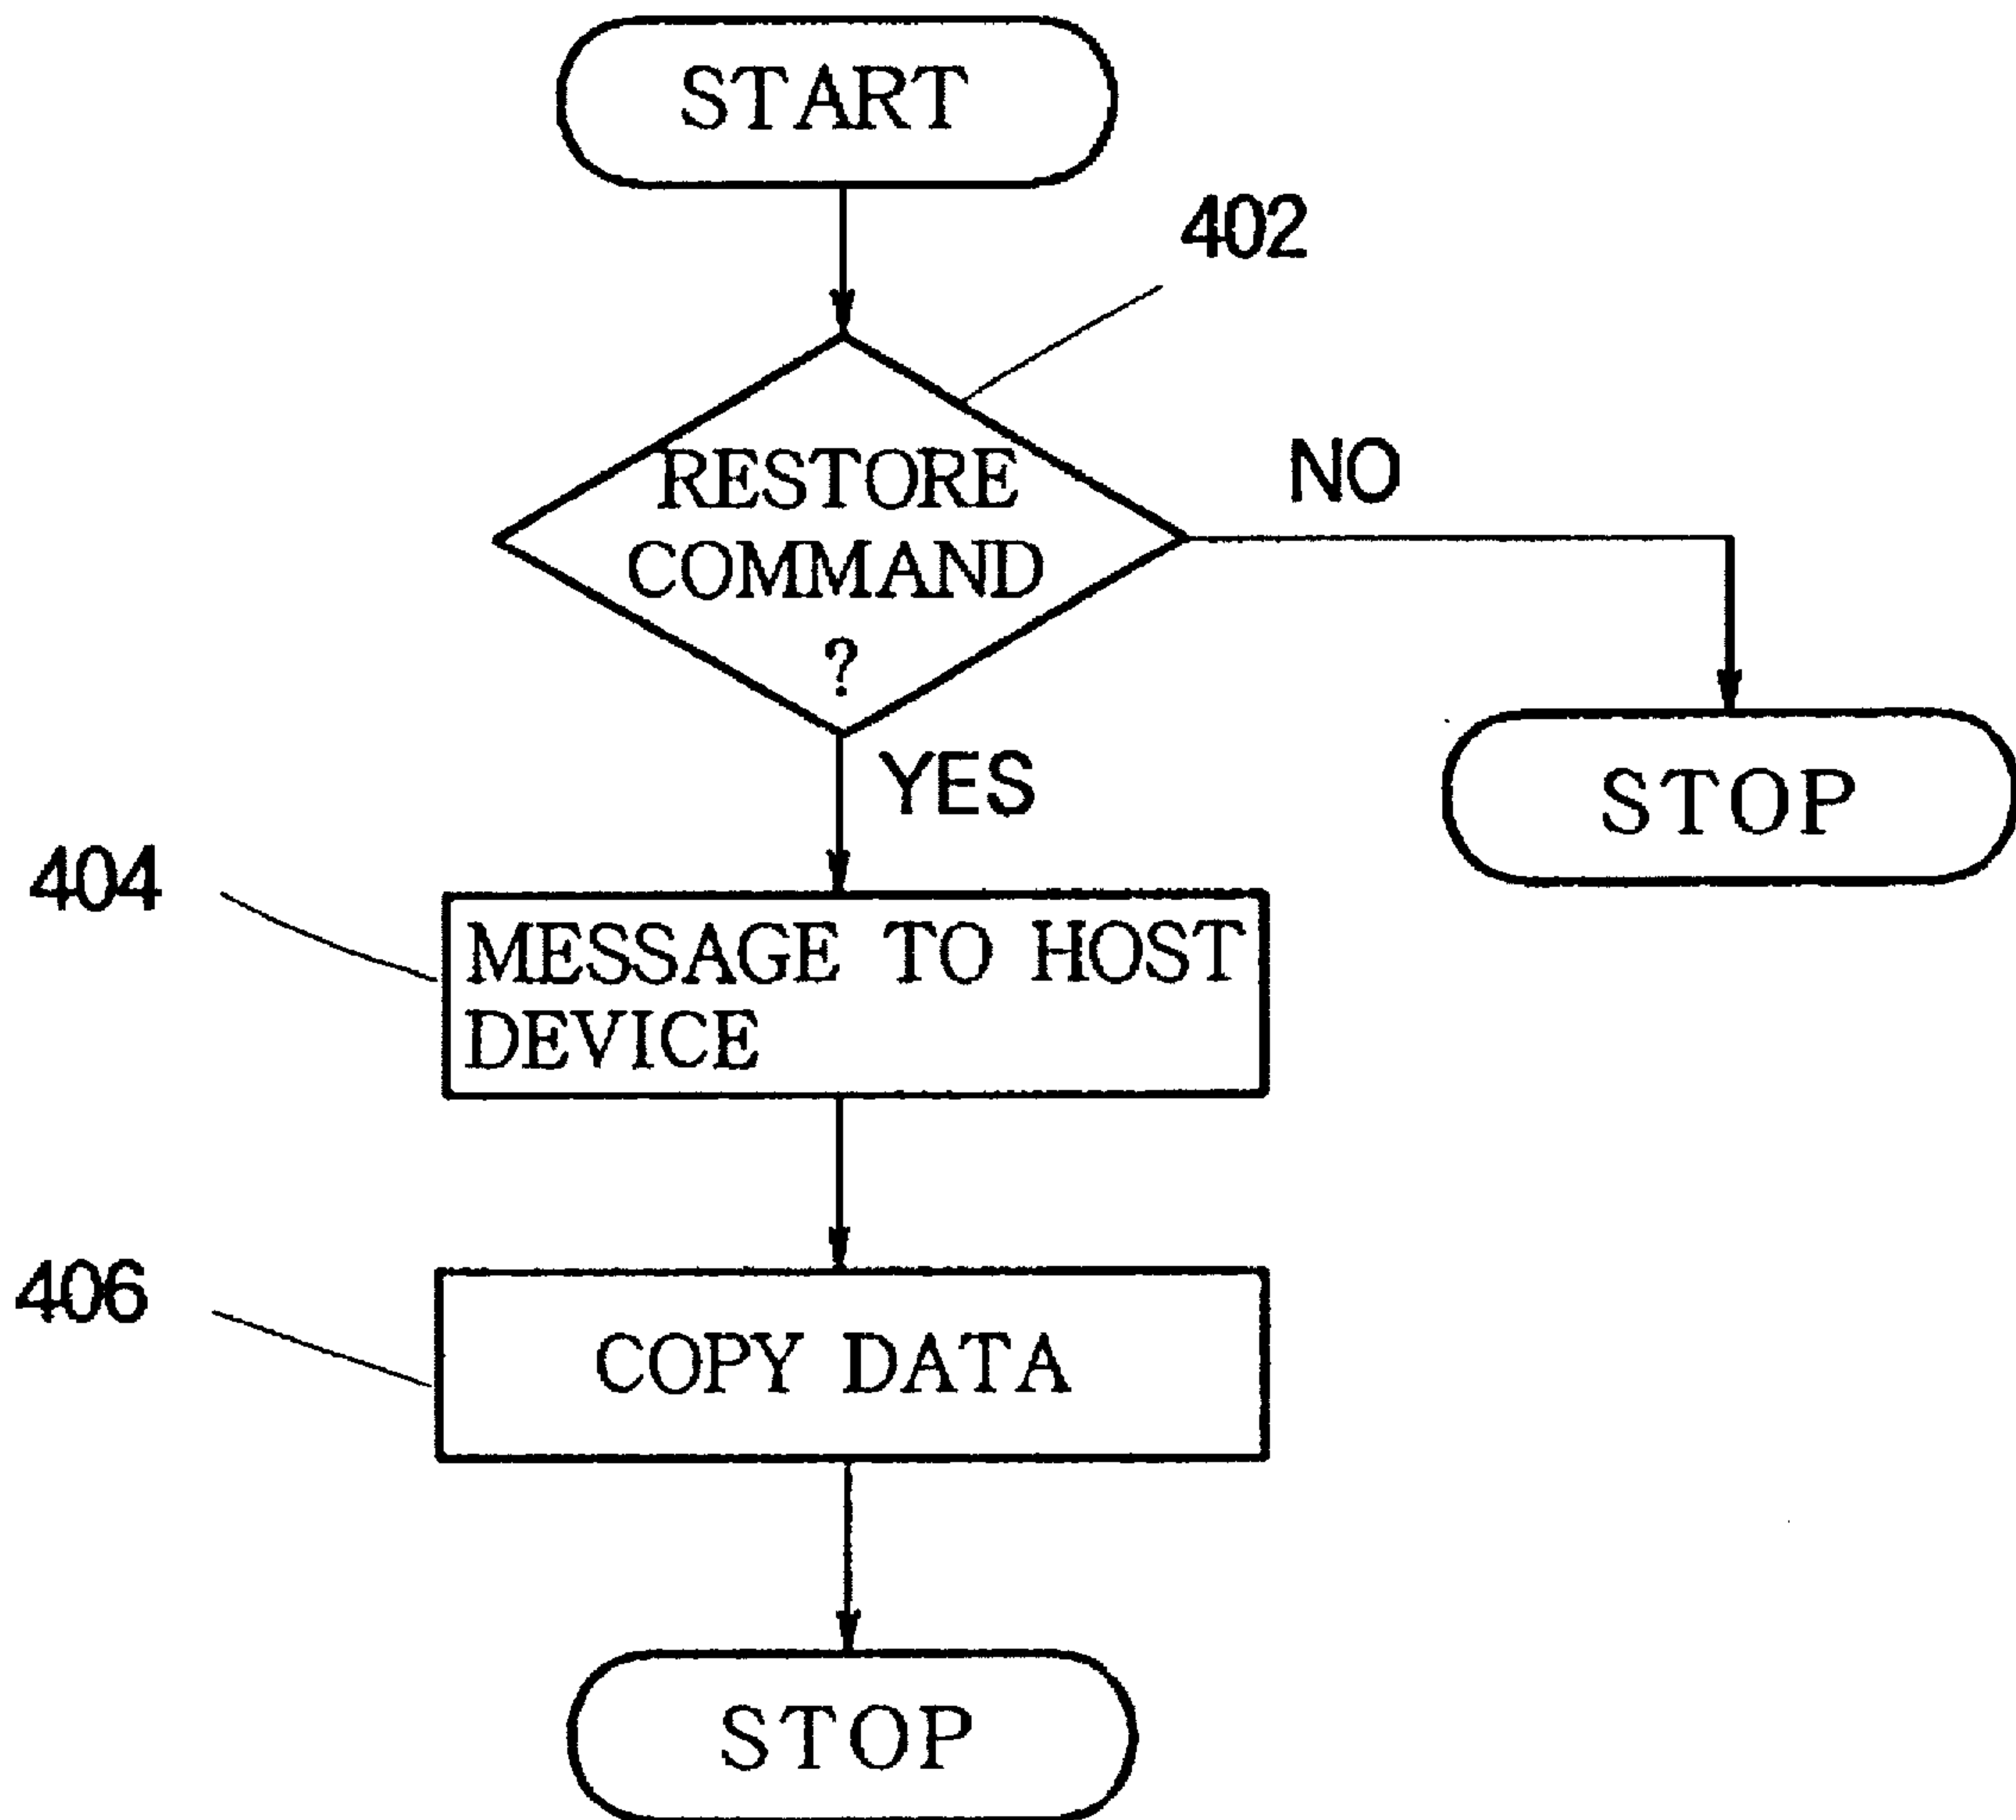 START
402
RESTORE
COMMAND
?
NO
YES
STOP
404
MESSAGE TO HOST
DEVICE
406
COPY DATA
STOP